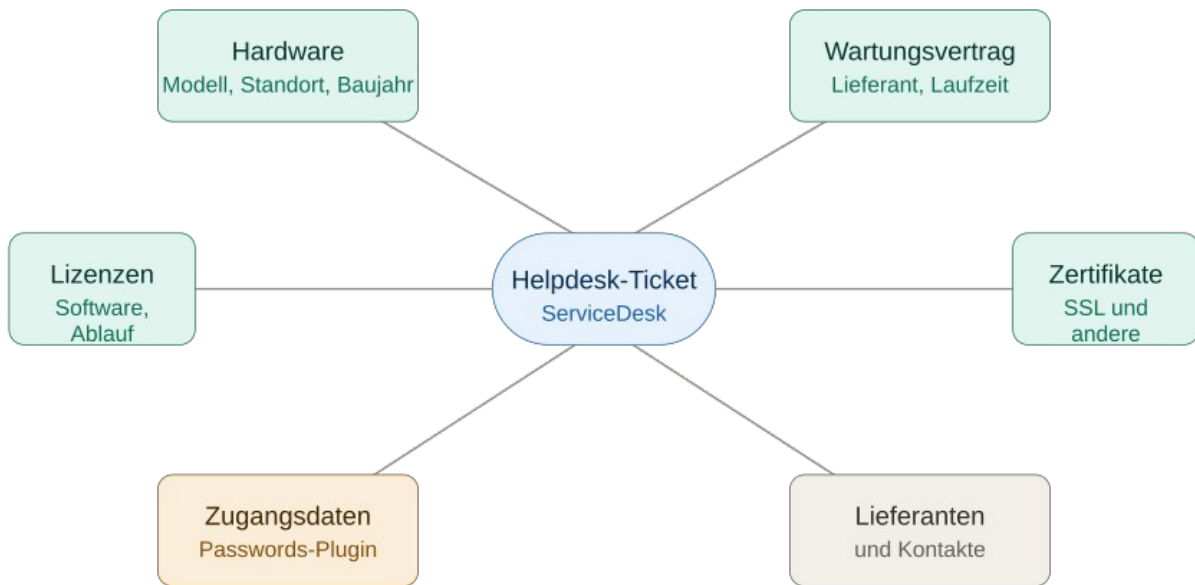 Hardware
Modell, Standort, Baujahr
Wartungsvertrag
Lieferant, Laufzeit
Lizenzen
Software,
Ablauf
Helpdesk-Ticket
ServiceDesk
Zertifikate
SSL und
andere
Zugangsdaten
Passwords-Plugin
Lieferanten
und Kontakte